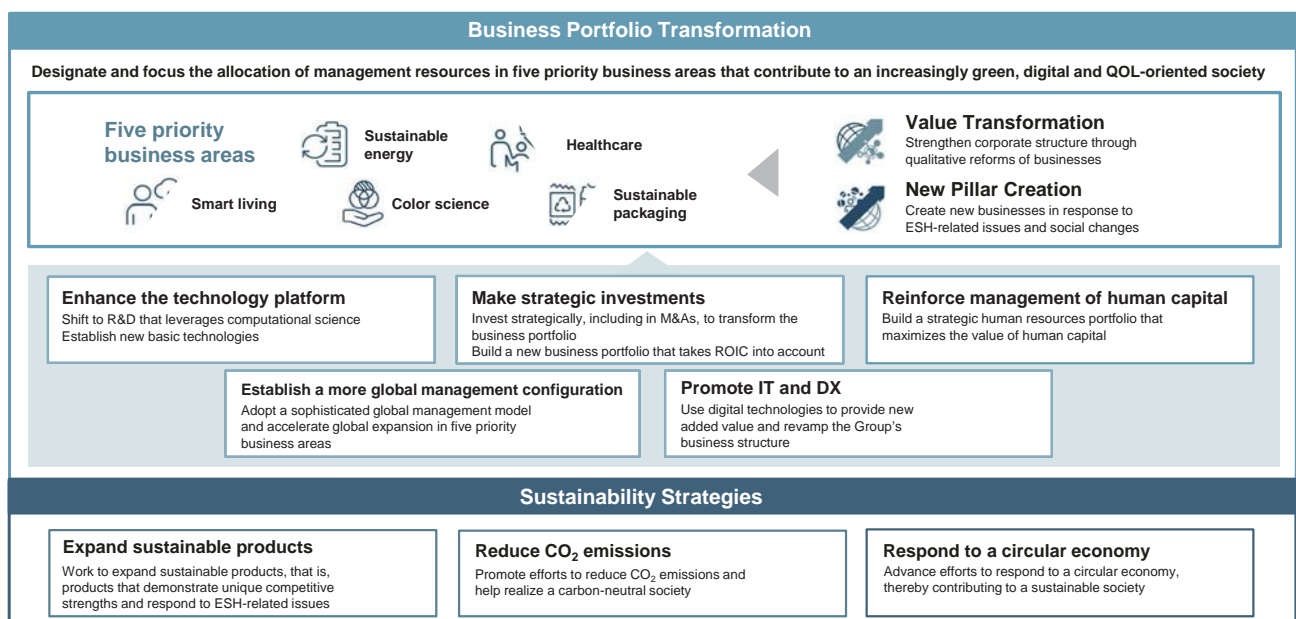 Business Portfolio Transformation
Designate and focus the allocation of management resources in five priority business areas that contribute to an increasingly green, digital and QOL-oriented society
Five priority
business areas
Sustainable
energy
Healthcare
Smart living
Color science
Sustainable
packaging
Value Transformation
Strengthen corporate structure through
qualitative reforms of businesses
New Pillar Creation
Create new businesses in response to
ESH-related issues and social changes
Enhance the technology platform
Shift to R&D that leverages computational science
Establish new basic technologies
Make strategic investments
Invest strategically, including in M&As, to transform the
business portfolio
Build a new business portfolio that takes ROIC into account
Reinforce management of human capital
Build a strategic human resources portfolio that
maximizes the value of human capital
Establish a more global management configuration
Adopt a sophisticated global management model
and accelerate global expansion in five priority
business areas
Promote IT and DX
Use digital technologies to provide new
added value and revamp the Group's
business structure
Sustainability Strategies
Expand sustainable products
Work to expand sustainable products, that is,
products that demonstrate unique competitive
strengths and respond to ESH-related issues
Reduce CO₂ emissions
Promote efforts to reduce CO₂ emissions and
help realize a carbon-neutral society
Respond to a circular economy
Advance efforts to respond to a circular economy,
thereby contributing to a sustainable society